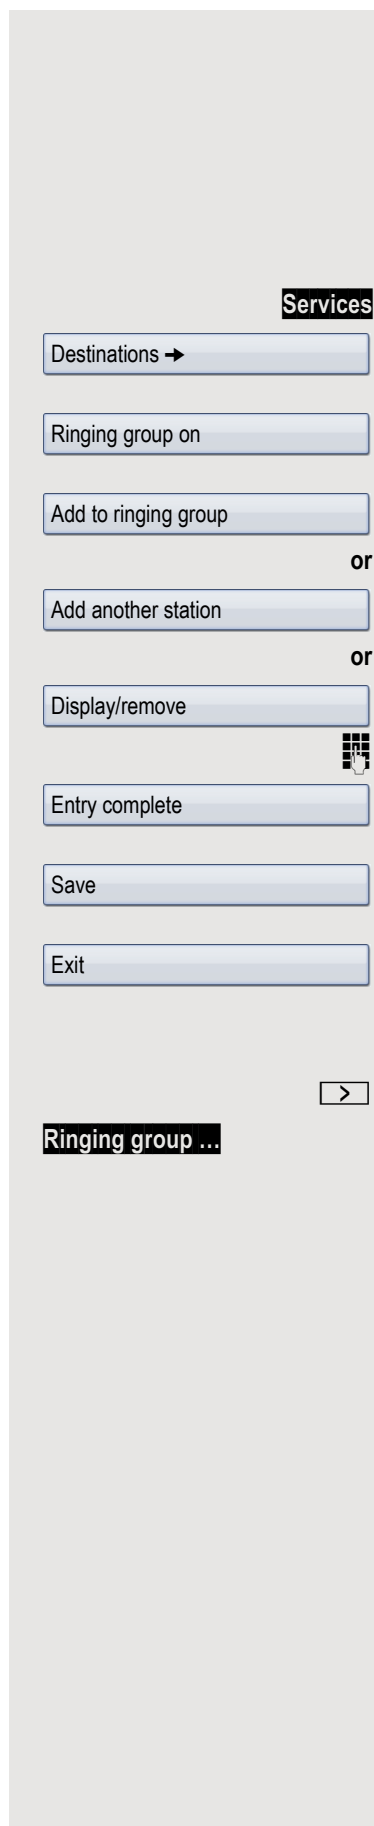 Services
Destinations →
Ringing group on
Add to ringing group
or
Add another station
or
Display/remove
Entry complete
Save
Exit
>
Ringing group ...